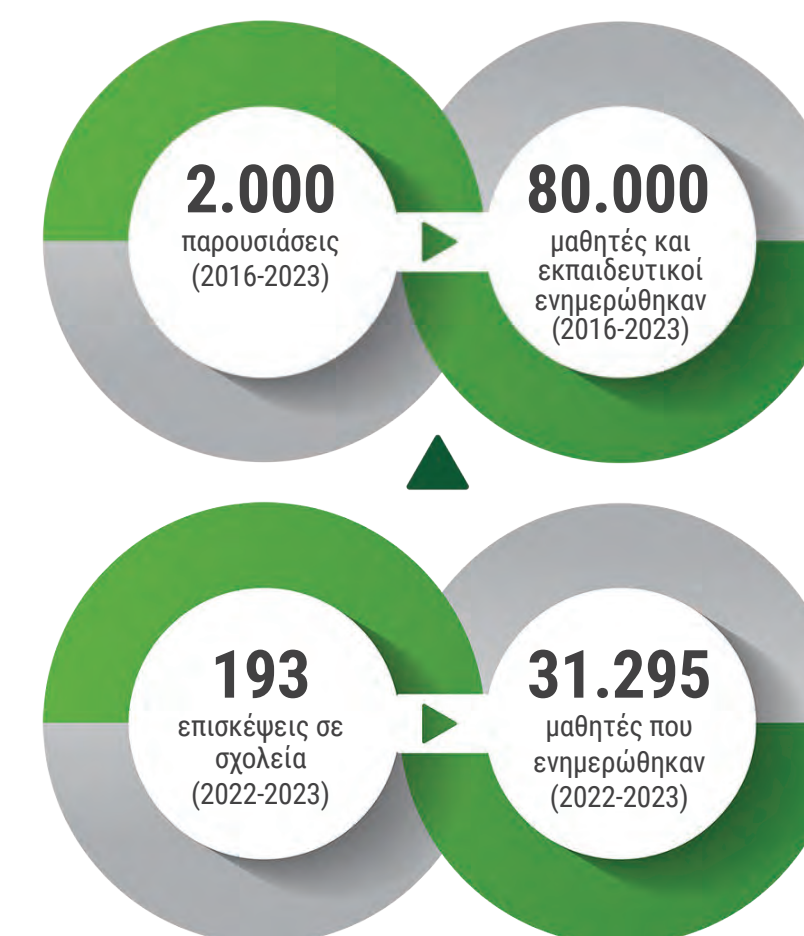 2.000
παρουσιάσεις
(2016-2023)
80.000
μαθητές και
εκπαιδευτικοί
ενημερώθηκαν
(2016-2023)
193
επισκέψεις σε
σχολεία
(2022-2023)
31.295
μαθητές που
ενημερώθηκαν
(2022-2023)